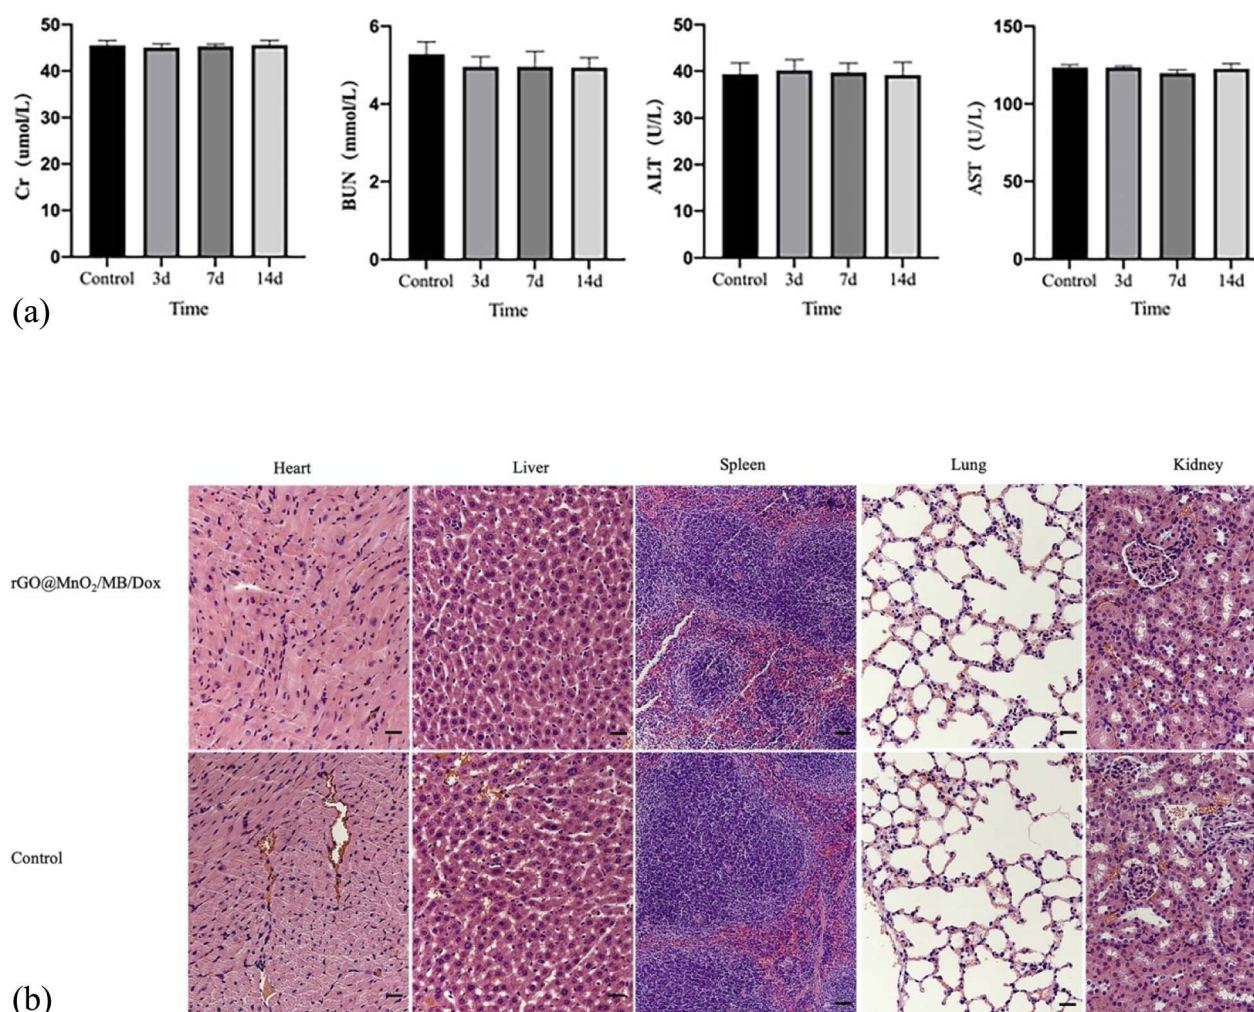 50
40
30
20
10
0
Cr (umol/L)
Control 3d 7d 14d
Time
6
4
2
0
BUN (mmol/L)
Control 3d 7d 14d
Time
50
40
30
20
10
0
ALT (U/L)
Control 3d 7d 14d
Time
150
100
50
0
AST (U/L)
Control 3d 7d 14d
Time
(a)
Heart Liver Spleen Lung Kidney
rGO@MnO₂/MB/Dox
Control
(b)